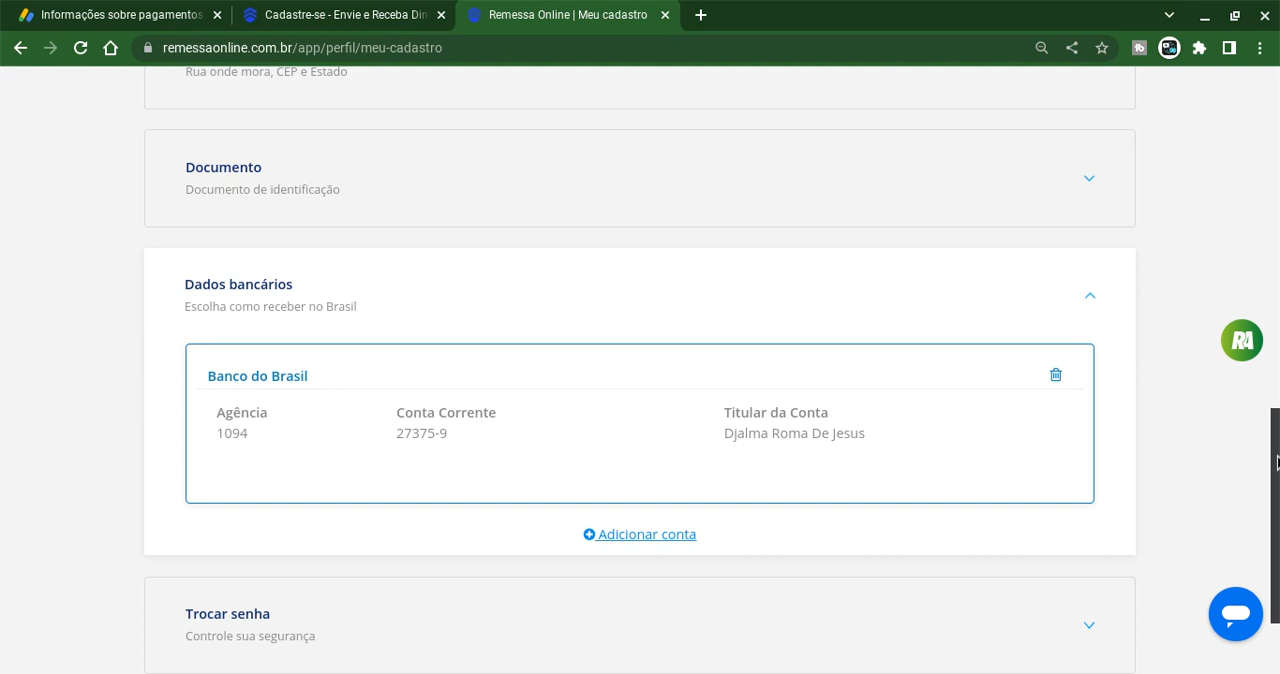 Informações sobre pagamentos
Cadastre-se - Envie e Receba Din
Remessa Online | Meu cadastro
remessaonline.com.br/app/perfil/meu-cadastro
Rua onde mora, CEP e Estado
Documento
Documento de identificação
Dados bancários
Escolha como receber no Brasil
Banco do Brasil
Agência Conta Corrente Titular da Conta
1094 27375-9 Djalma Roma De Jesus
Adicionar conta
Trocar senha
Controle sua segurança
RA